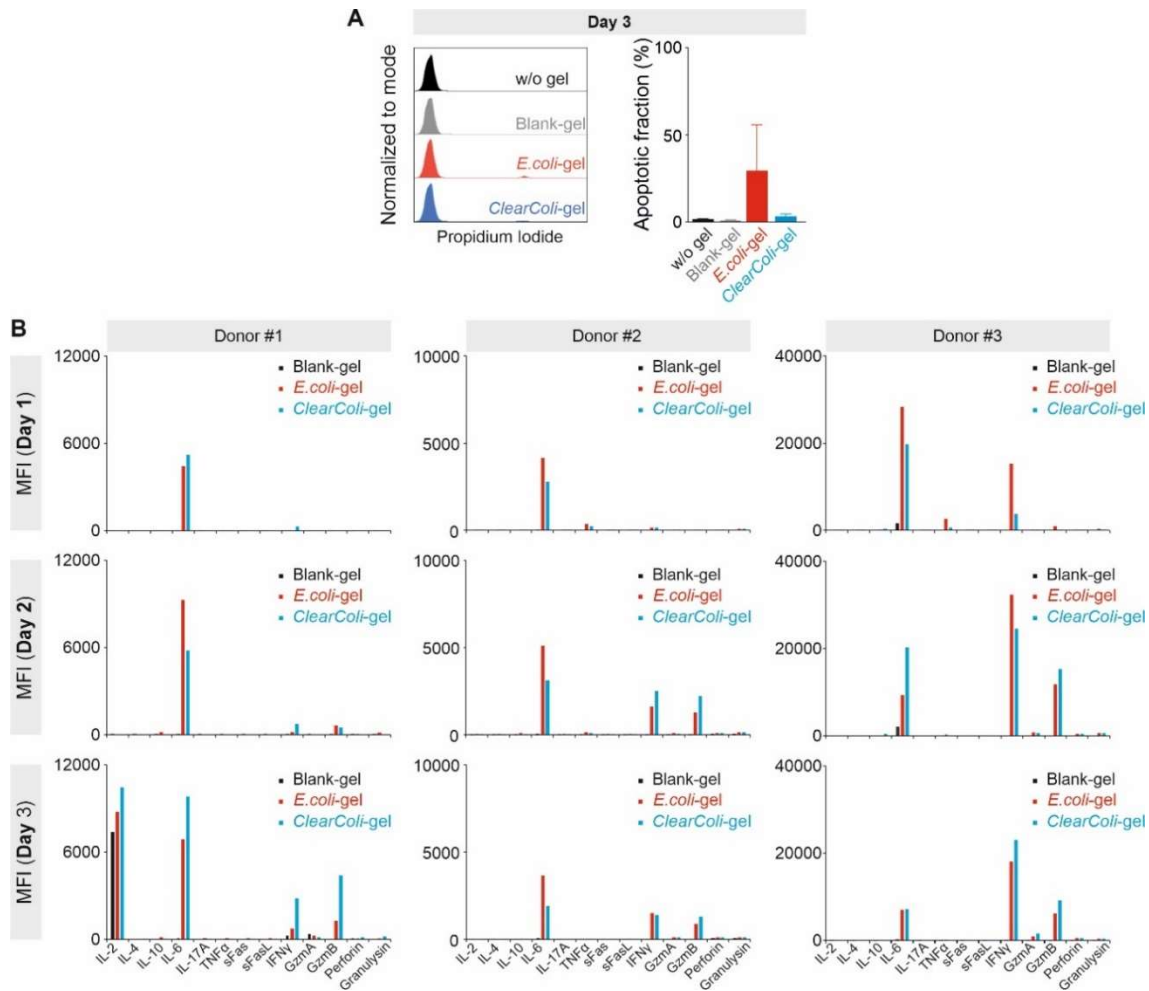 A
Day 3
Normalized to mode
w/o gel
Blank-gel
E.coli-gel
ClearColi-gel
Propidium Iodide
Apoptotic fraction (%)
100
50
0
w/o gel
Blank-gel
E.coli-gel
ClearColi-gel
B
Donor #1
Donor #2
Donor #3
MFI (Day 1)
12000
6000
0
Blank-gel
E.coli-gel
ClearColi-gel
10000
5000
0
Blank-gel
E.coli-gel
ClearColi-gel
40000
20000
0
Blank-gel
E.coli-gel
ClearColi-gel
MFI (Day 2)
12000
6000
0
Blank-gel
E.coli-gel
ClearColi-gel
10000
5000
0
Blank-gel
E.coli-gel
ClearColi-gel
40000
20000
0
Blank-gel
E.coli-gel
ClearColi-gel
MFI (Day 3)
12000
6000
0
Blank-gel
E.coli-gel
ClearColi-gel
10000
5000
0
Blank-gel
E.coli-gel
ClearColi-gel
40000
20000
0
Blank-gel
E.coli-gel
ClearColi-gel
IL-2
IL-4
IL-10
IL-6
IL-17A
TNFα
sFas
sFasL
IFNγ
GzmA
GzmB
Perforin
Granulysin
IL-2
IL-4
IL-10
IL-6
IL-17A
TNFα
sFas
sFasL
IFNγ
GzmA
GzmB
Perforin
Granulysin
IL-2
IL-4
IL-10
IL-6
IL-17A
TNFα
sFas
sFasL
IFNγ
GzmA
GzmB
Perforin
Granulysin